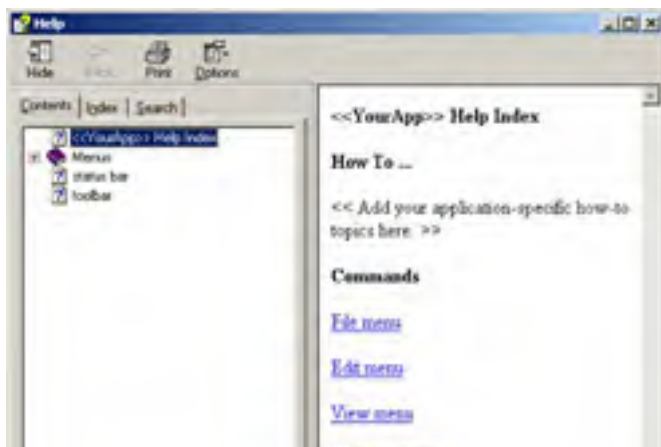 Help
Hide
Back
Print
Options
Contents
Index
Search
<<YourApp>> Help Index
Menus
status bar
toolbar
<<YourApp>> Help Index
How To ...
<< Add your application-specific how-to
topics here. >>
Commands
File menu
Edit menu
View menu